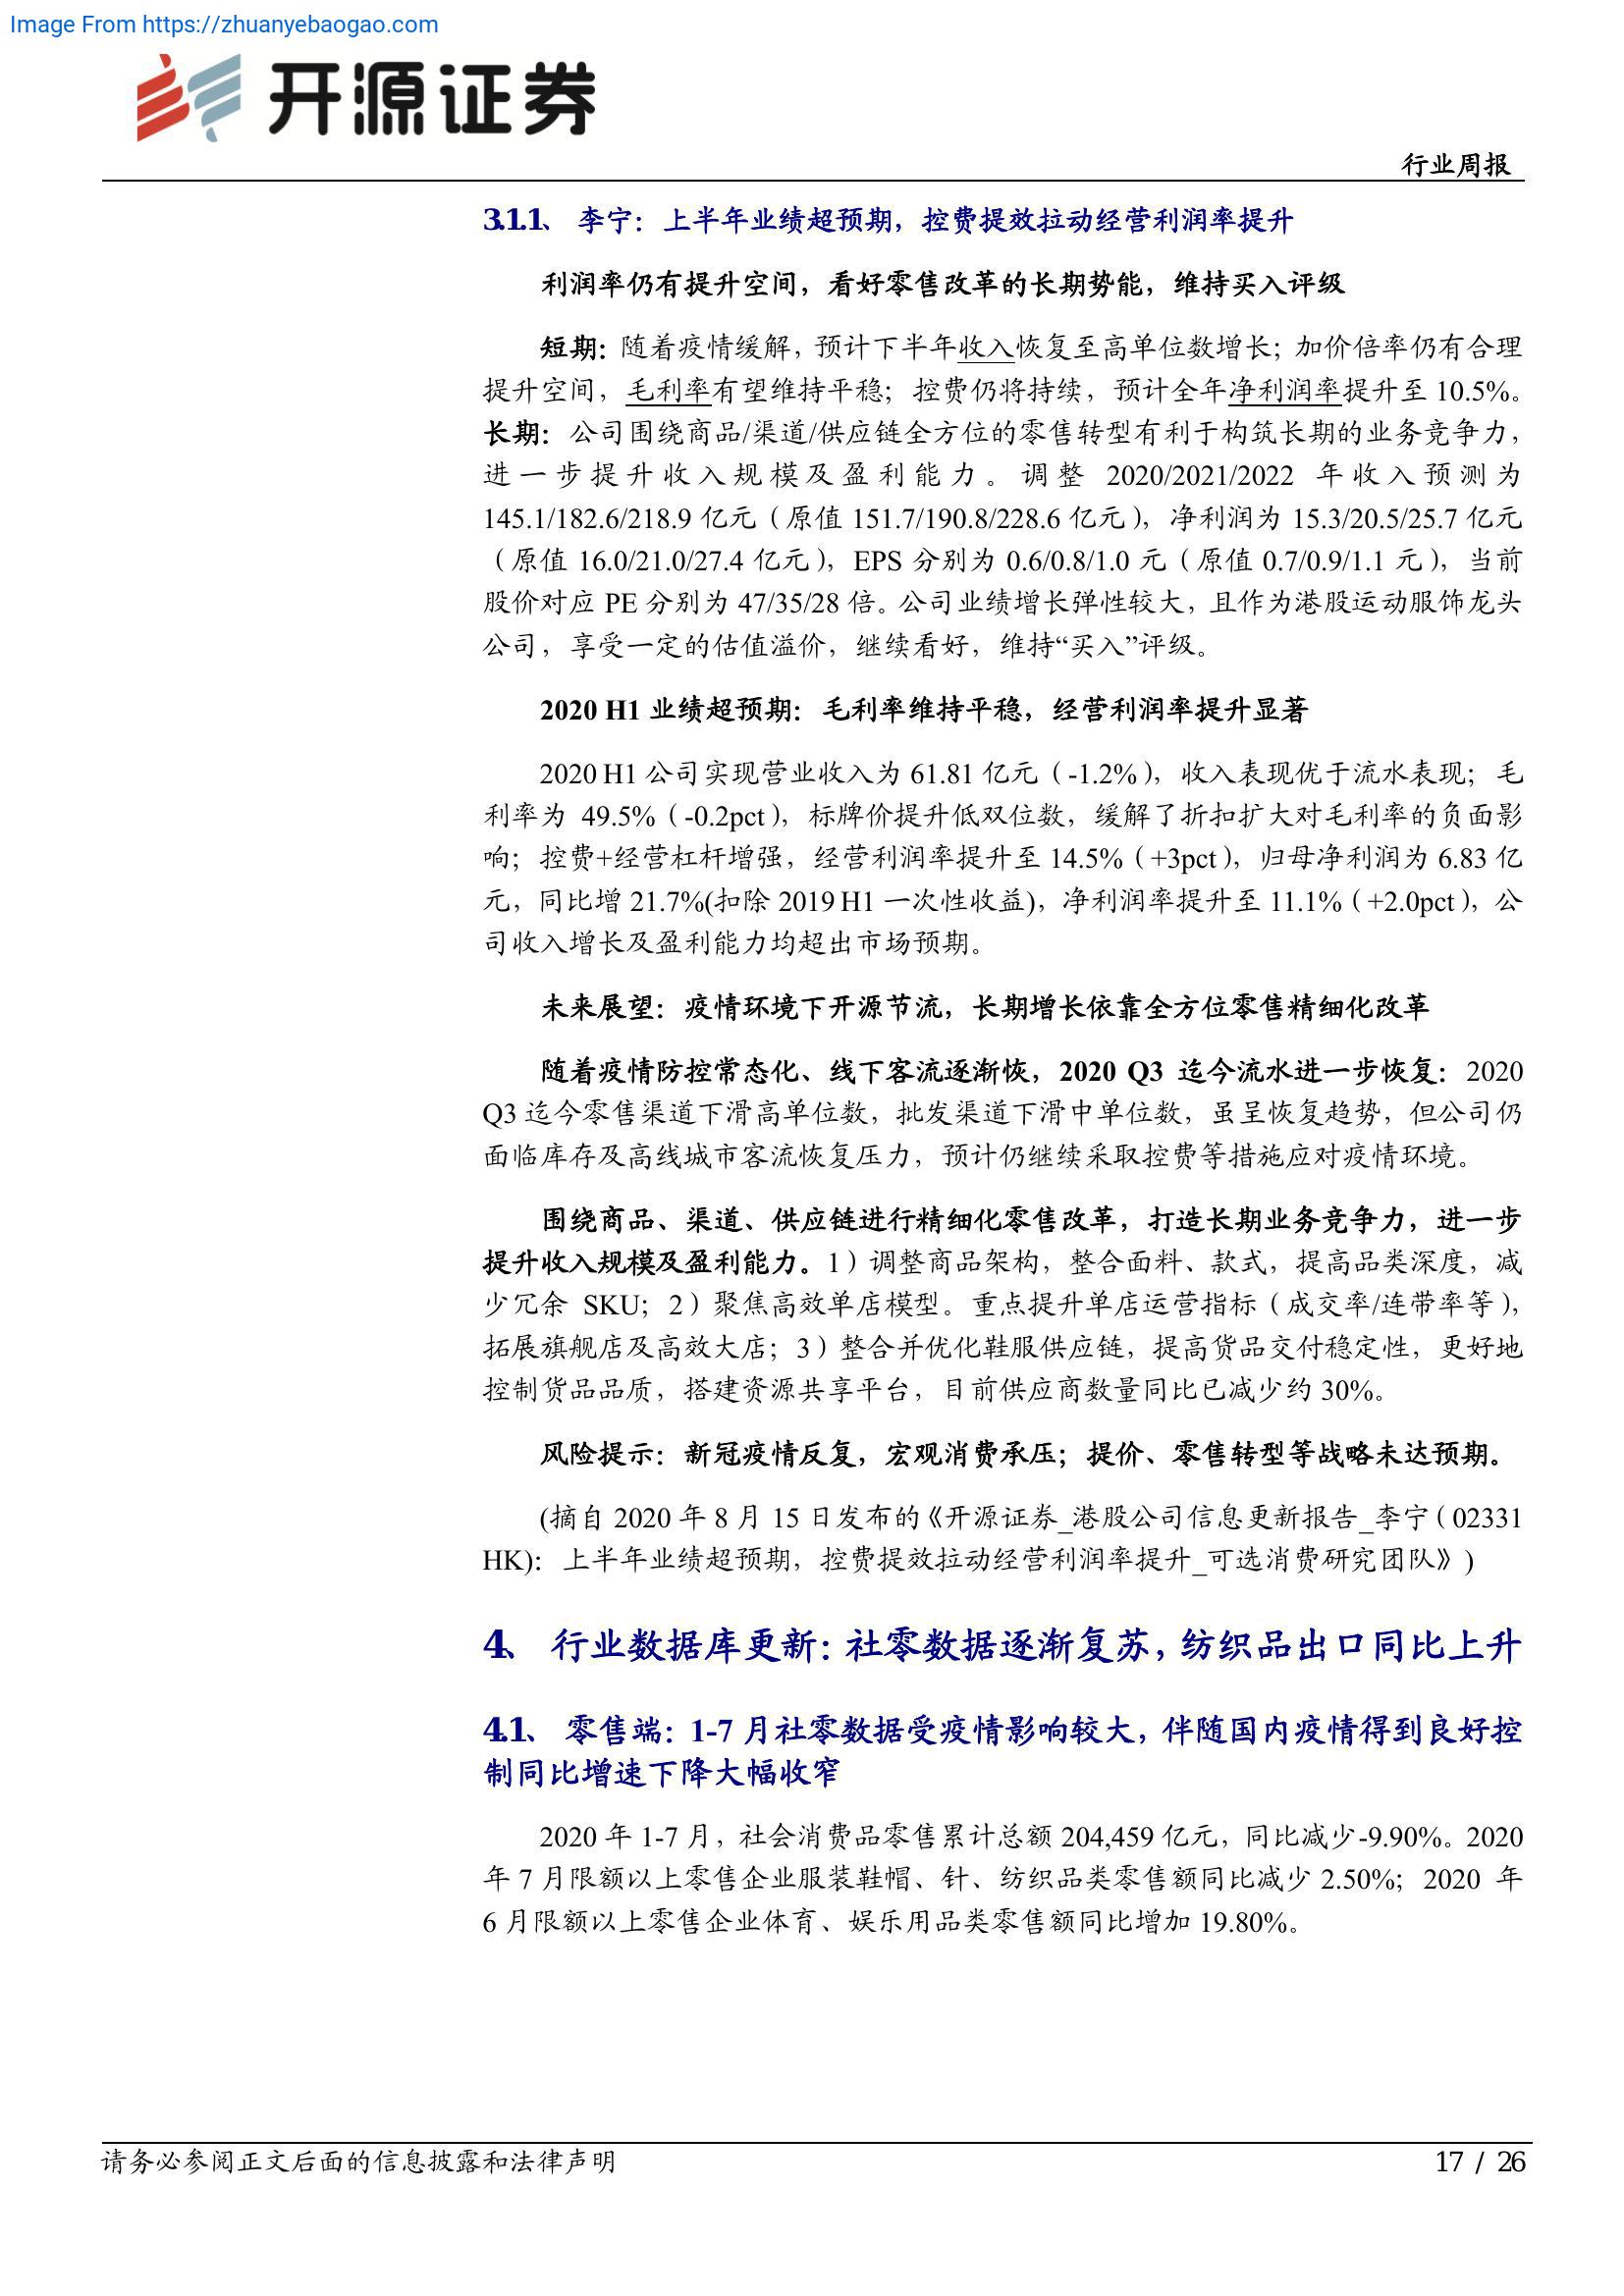 Image From https://zhuanyebaogao.com
开源证券
行业周报
3.1.1、 李宁：上半年业绩超预期，控费提效拉动经营利润率提升
利润率仍有提升空间，看好零售改革的长期势能，维持买入评级
短期：随着疫情缓解，预计下半年收入恢复至高单位数增长；加价倍率仍有合理
提升空间，毛利率有望维持平稳；控费仍将持续，预计全年净利润率提升至 10.5%。
长期：公司围绕商品/渠道/供应链全方位的零售转型有利于构筑长期的业务竞争力，
进一步提升收入规模及盈利能力。调整 2020/2021/2022 年收入预测为
145.1/182.6/218.9 亿元（原值 151.7/190.8/228.6 亿元），净利润为 15.3/20.5/25.7 亿元
（原值 16.0/21.0/27.4 亿元），EPS 分别为 0.6/0.8/1.0 元（原值 0.7/0.9/1.1 元），当前
股价对应 PE 分别为 47/35/28 倍。公司业绩增长弹性较大，且作为港股运动服饰龙头
公司，享受一定的估值溢价，继续看好，维持“买入”评级。
2020 H1 业绩超预期：毛利率维持平稳，经营利润率提升显著
2020 H1 公司实现营业收入为 61.81 亿元（-1.2%），收入表现优于流水表现；毛
利率为 49.5%（-0.2pct），标牌价提升低双位数，缓解了折扣扩大对毛利率的负面影
响；控费+经营杠杆增强，经营利润率提升至 14.5%（+3pct），归母净利润为 6.83 亿
元，同比增 21.7%(扣除 2019 H1 一次性收益)，净利润率提升至 11.1%（+2.0pct），公
司收入增长及盈利能力均超出市场预期。
未来展望：疫情环境下开源节流，长期增长依靠全方位零售精细化改革
随着疫情防控常态化、线下客流逐渐恢，2020 Q3 迄今流水进一步恢复：2020
Q3 迄今零售渠道下滑高单位数，批发渠道下滑中单位数，虽呈恢复趋势，但公司仍
面临库存及高线城市客流恢复压力，预计仍继续采取控费等措施应对疫情环境。
围绕商品、渠道、供应链进行精细化零售改革，打造长期业务竞争力，进一步
提升收入规模及盈利能力。1）调整商品架构，整合面料、款式，提高品类深度，减
少冗余 SKU；2）聚焦高效单店模型。重点提升单店运营指标（成交率/连带率等），
拓展旗舰店及高效大店；3）整合并优化鞋服供应链，提高货品交付稳定性，更好地
控制货品品质，搭建资源共享平台，目前供应商数量同比已减少约 30%。
风险提示：新冠疫情反复，宏观消费承压；提价、零售转型等战略未达预期。
(摘自 2020 年 8 月 15 日发布的《开源证券_港股公司信息更新报告_李宁（02331
HK)：上半年业绩超预期，控费提效拉动经营利润率提升_可选消费研究团队》)
4、 行业数据库更新：社零数据逐渐复苏，纺织品出口同比上升
4.1、 零售端：1-7 月社零数据受疫情影响较大，伴随国内疫情得到良好控
制同比增速下降大幅收窄
2020 年 1-7 月，社会消费品零售累计总额 204,459 亿元，同比减少-9.90%。2020
年 7 月限额以上零售企业服装鞋帽、针、纺织品类零售额同比减少 2.50%；2020 年
6 月限额以上零售企业体育、娱乐用品类零售额同比增加 19.80%。
请务必参阅正文后面的信息披露和法律声明
17 / 26